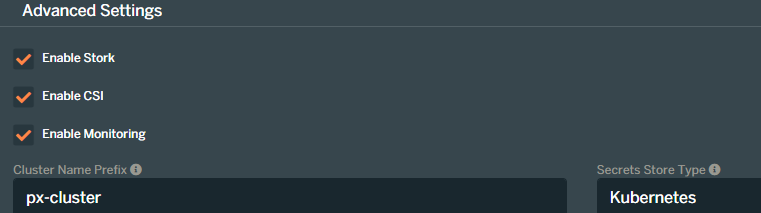 Advanced Settings
Enable Stork
Enable CSI
Enable Monitoring
Cluster Name Prefix
Secrets Store Type
px-cluster
Kubernetes